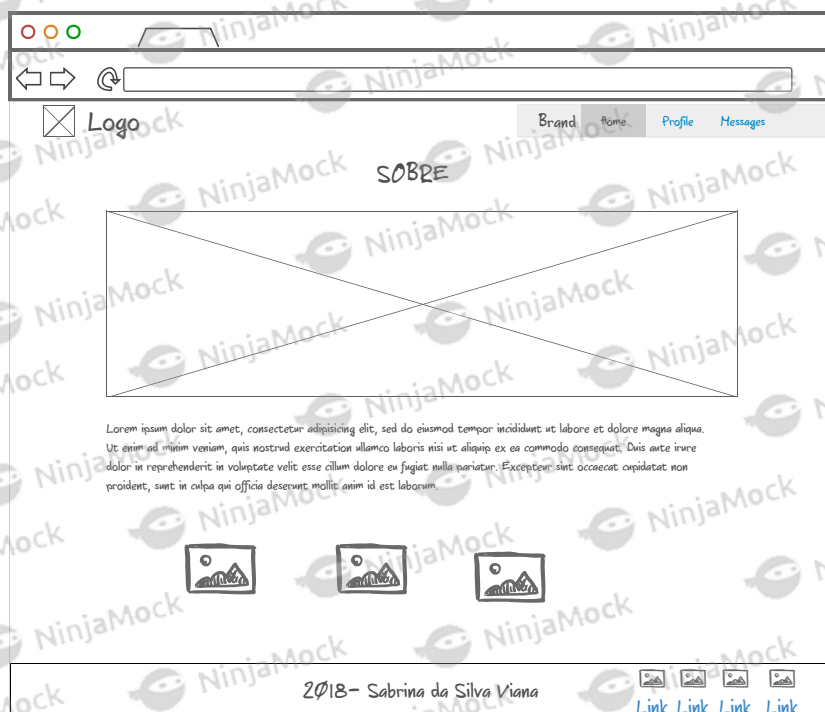 Logo
Brand Home Profile Messages
SOBRE
Lorem ipsum dolor sit amet, consectetur adipisicing elit, sed do eiusmod tempor incididunt ut labore et dolore magna aliqua.
Ut enim ad minim veniam, quis nostrud exercitation ullamco laboris nisi ut aliquip ex ea commodo consequat. Duis aute irure
dolor in reprehenderit in voluptate velit esse cillum dolore eu fugiat nulla pariatur. Excepteur sint occaecat cupidatat non
proident, sunt in culpa qui officia deserunt mollit anim id est laborum.
2018- Sabrina da Silva Viana
Link Link Link Link
NinjaMock